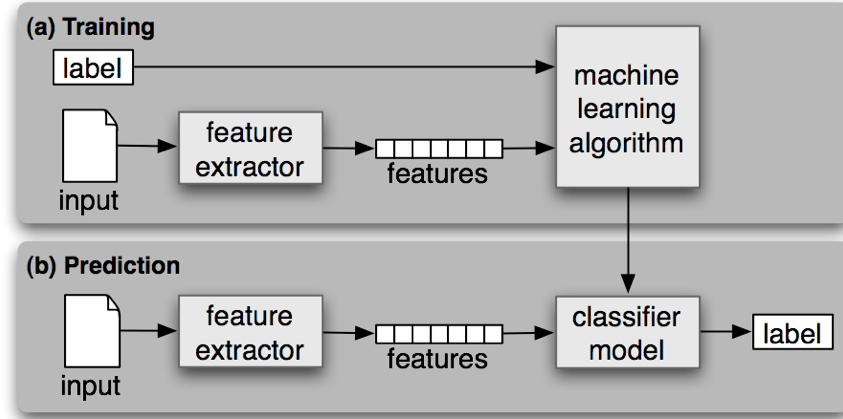 (a) Training
label
machine
learning
algorithm
feature
extractor
features
input
(b) Prediction
feature
extractor
features
input
classifier
model
label